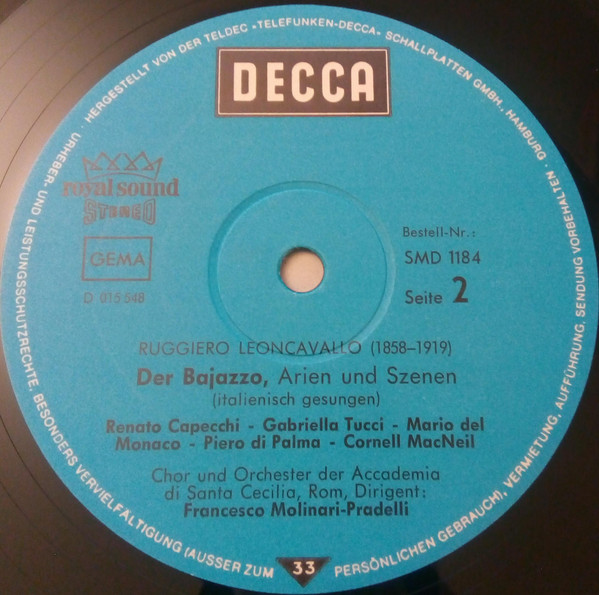 URHEBER- UND LEISTUNGSSCHUTZRECHTE, BESONDERS VERVIELFÄLTIGUNG (AUSSER ZUM PERSÖNLICHEN GEBRAUCH), VERMIETUNG, AUFFÜHRUNG, SENDUNG VORBEHALTEN · HERGESTELLT VON DER TELDEC »TELEFUNKEN-DECCA« SCHALLPLATTEN GMBH., HAMBURG ·
DECCA
royal sound
STEREO
GEMA
D 015 548
Bestell-Nr.:
SMD 1184
Seite 2
RUGGIERO LEONCAVALLO (1858–1919)
Der Bajazzo, Arien und Szenen
(italienisch gesungen)
Renato Capecchi - Gabriella Tucci - Mario del
Monaco - Piero di Palma - Cornell MacNeil
Chor und Orchester der Accademia
di Santa Cecilia, Rom, Dirigent:
Francesco Molinari-Pradelli
33